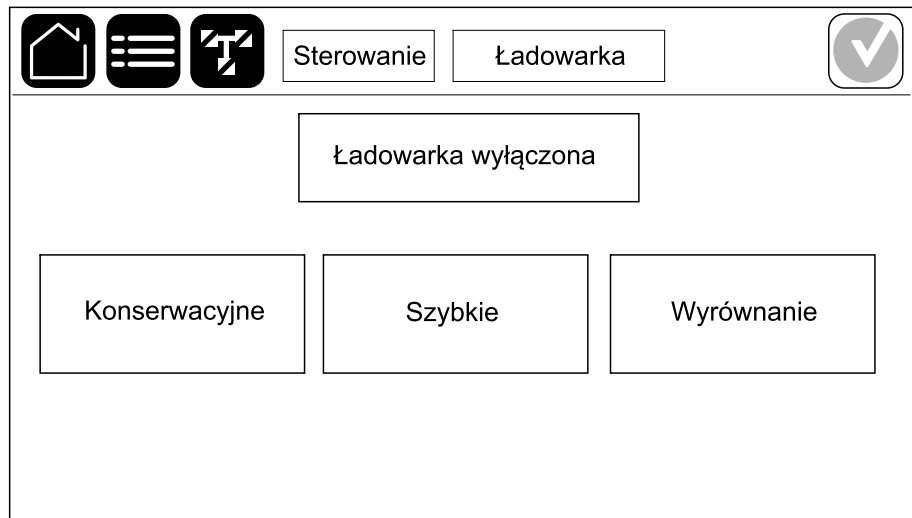 Sterowanie
Ładowarka
Ładowarka wyłączona
Konserwacyjne
Szybkie
Wyrównanie